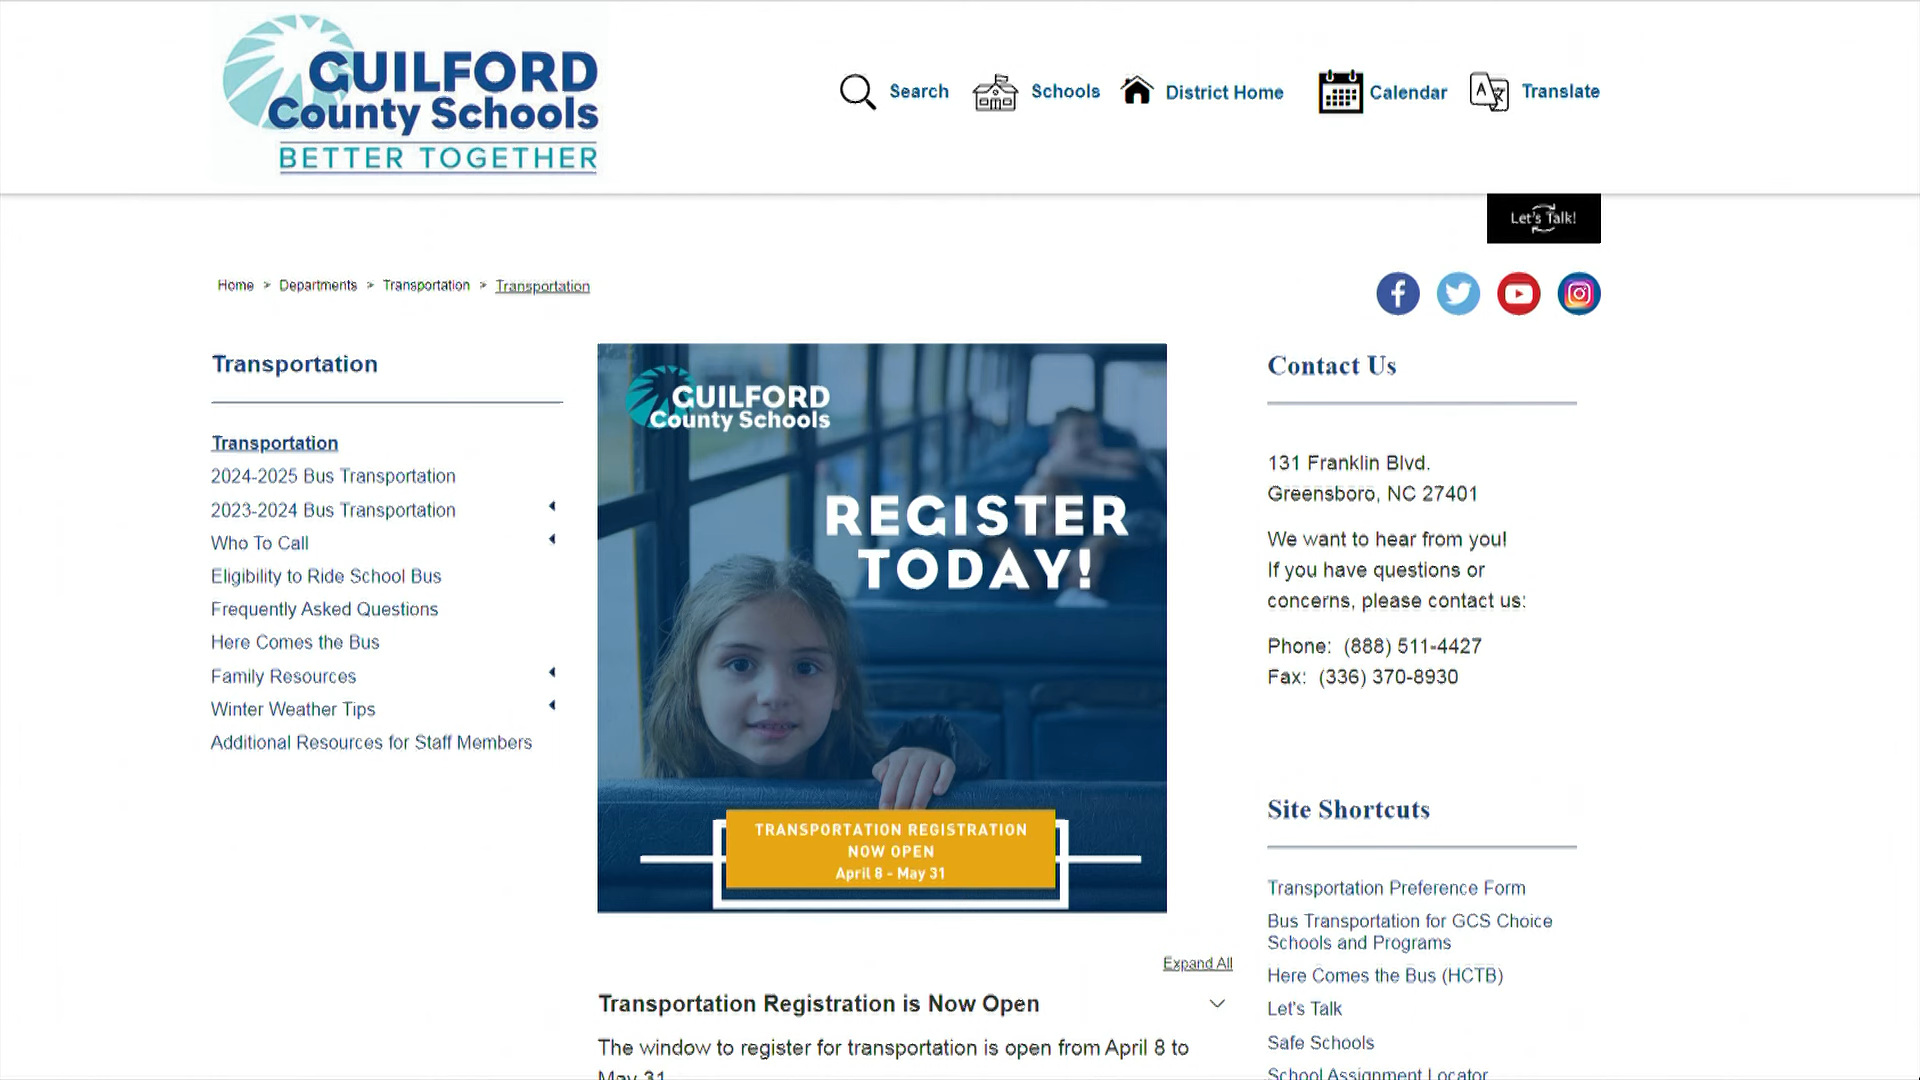 GUILFORD
County Schools
BETTER TOGETHER
Search
Schools
District Home
Calendar
Translate
Let's Talk!
Home > Departments > Transportation > Transportation
Transportation
Transportation
2024-2025 Bus Transportation
2023-2024 Bus Transportation
Who To Call
Eligibility to Ride School Bus
Frequently Asked Questions
Here Comes the Bus
Family Resources
Winter Weather Tips
Additional Resources for Staff Members
GUILFORD
County Schools
REGISTER
TODAY!
TRANSPORTATION REGISTRATION
NOW OPEN
April 8 - May 31
Expand All
Transportation Registration is Now Open
The window to register for transportation is open from April 8 to
May 31
Contact Us
131 Franklin Blvd.
Greensboro, NC 27401
We want to hear from you!
If you have questions or
concerns, please contact us:
Phone: (888) 511-4427
Fax: (336) 370-8930
Site Shortcuts
Transportation Preference Form
Bus Transportation for GCS Choice
Schools and Programs
Here Comes the Bus (HCTB)
Let's Talk
Safe Schools
School Assignment Locator